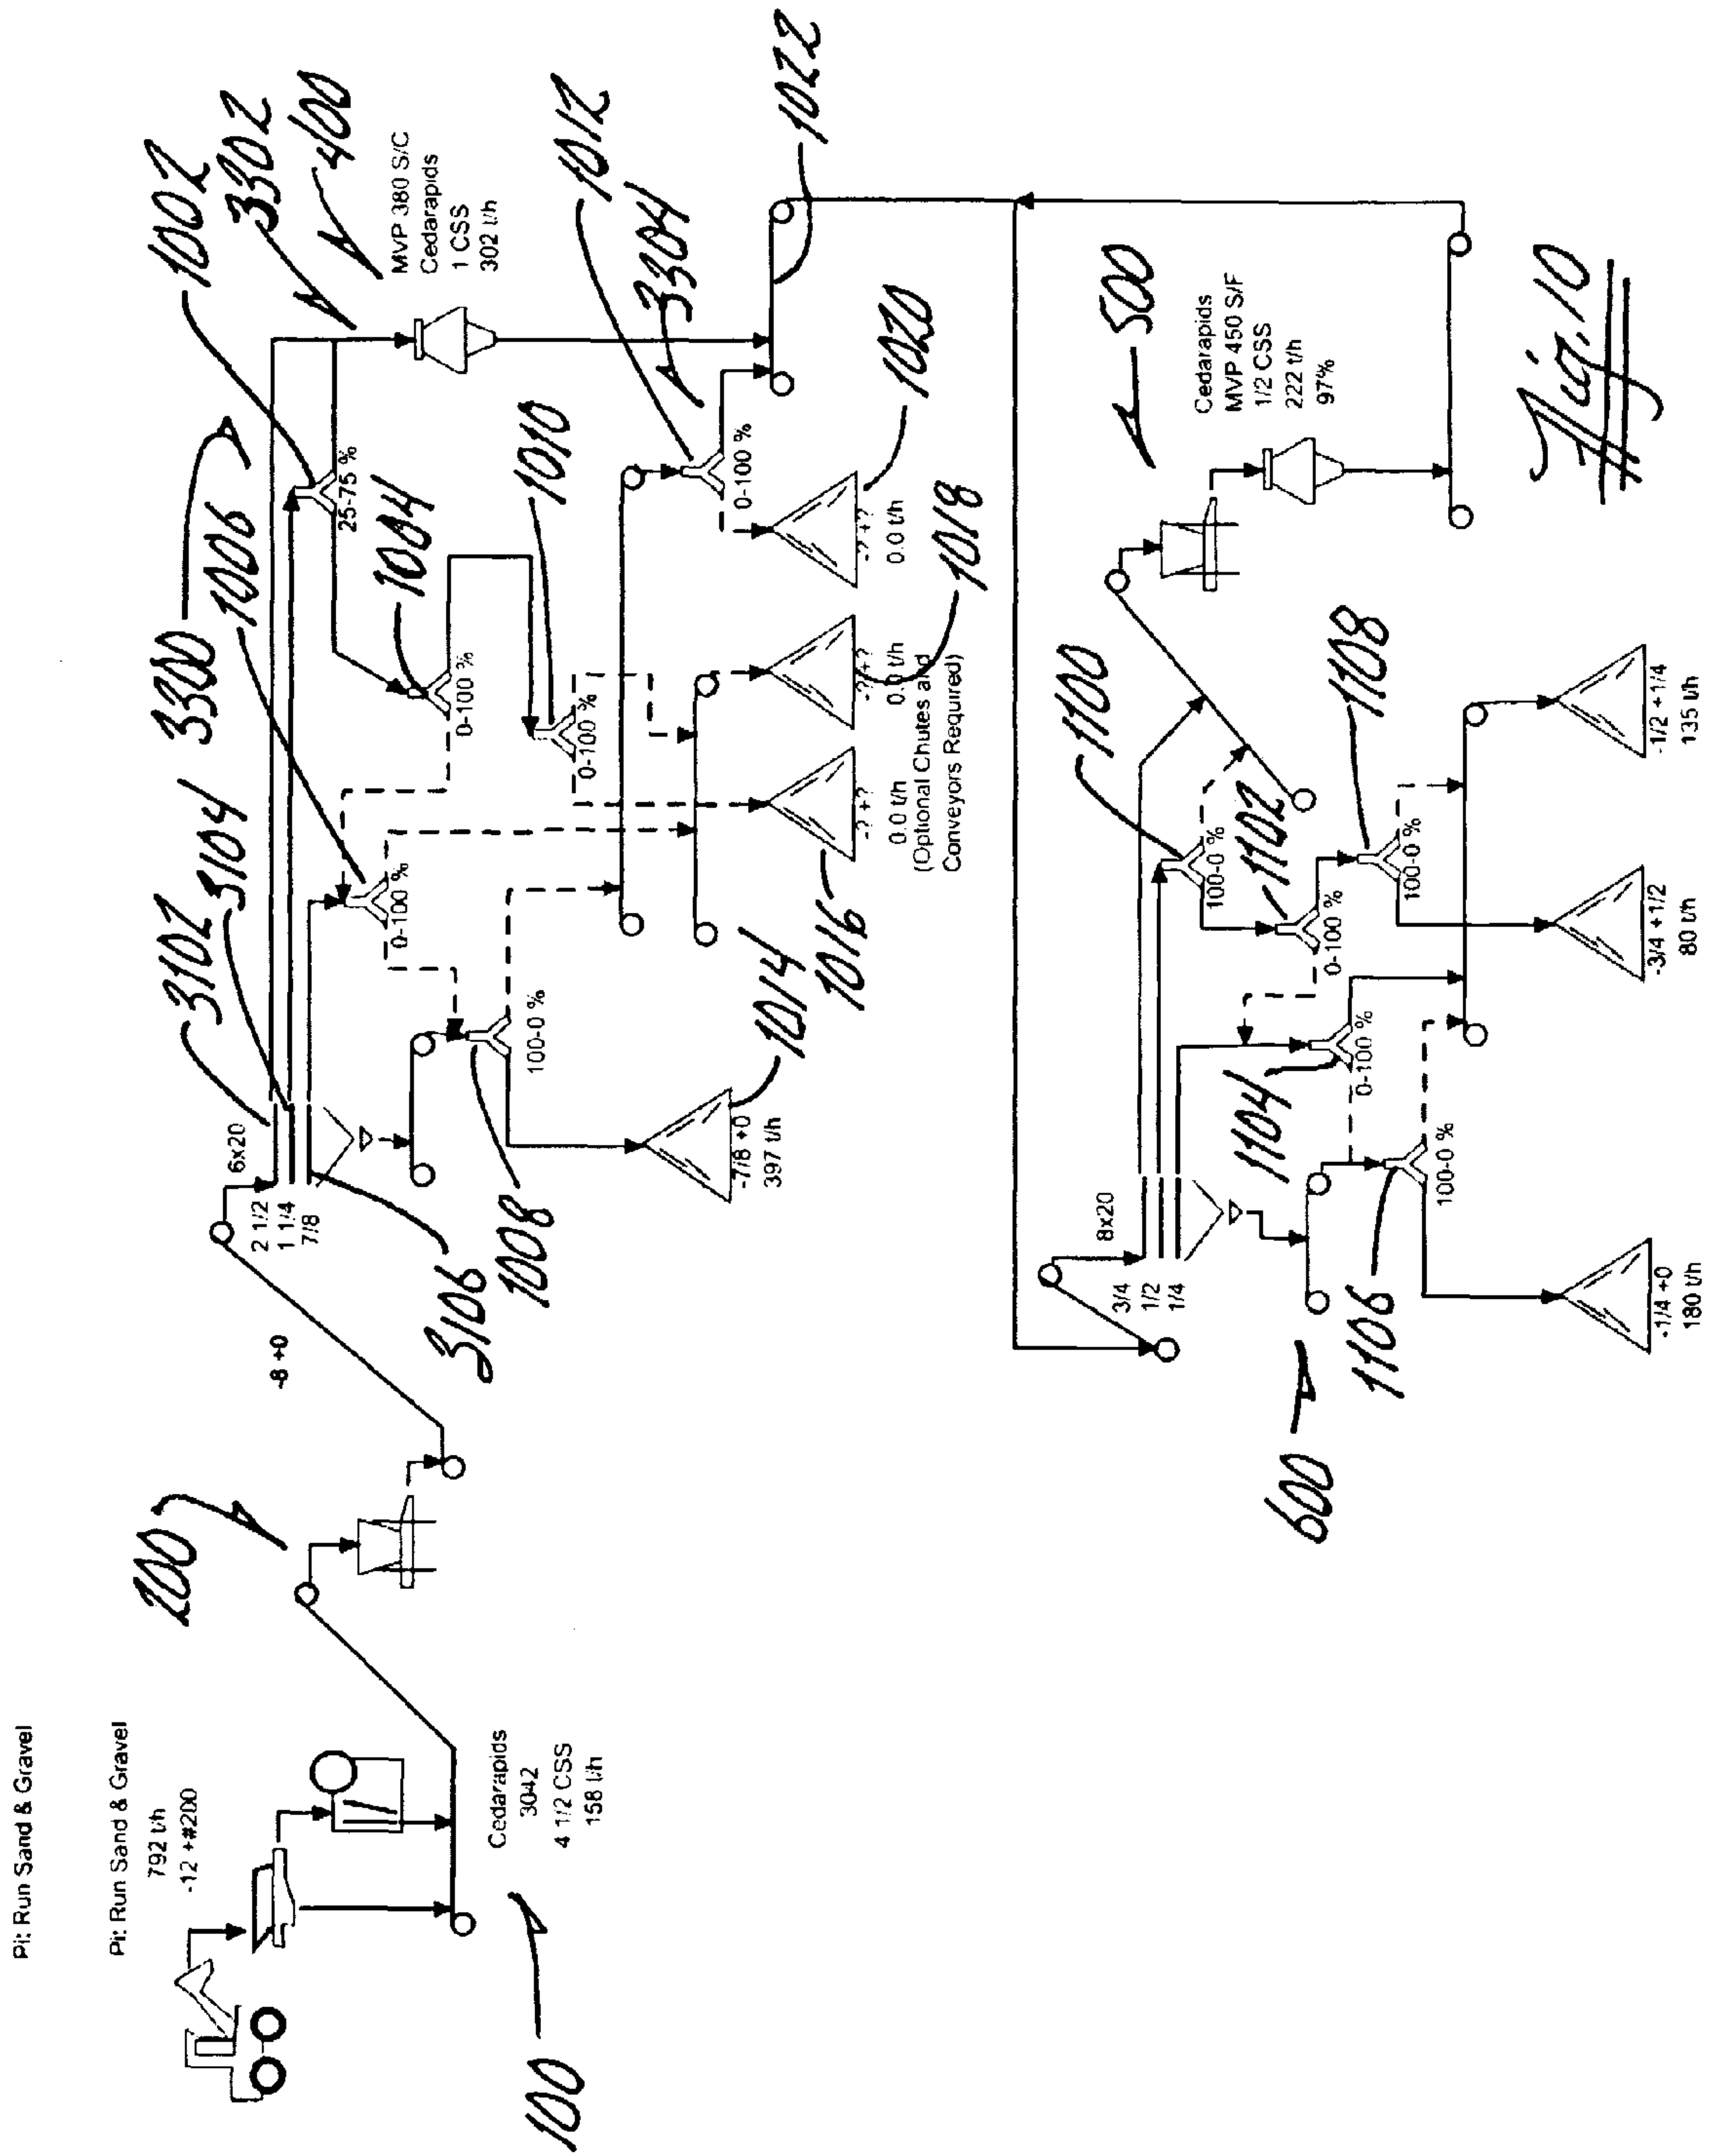 Pit Run Sand & Gravel
Pit Run Sand & Gravel
792 t/h
-12 +#200
100
Cedarapids
3042
4 1/2 CSS
158 t/h
200
-8 +0
6x20
2 1/2
1 1/4
7/8
3102
3104
3106
3300
1006
1002
3302
400
MVP 380 S/C
Cedarapids
1 CSS
302 t/h
25-75 %
1004
0-100 %
0-100 %
1010
0-100 %
1012
3304
0-100 %
1022
1008
100-0 %
1014
-7/8 +0
397 t/h
1016
-? +?
0.0 t/h
(Optional Chutes and
Conveyors Required)
1018
-? +?
0.0 t/h
1020
-? +?
0.0 t/h
8x20
3/4
1/2
1/4
600
1100
100-0 %
1102
0-100 %
1104
0-100 %
1106
100-0 %
1108
100-0 %
500
Cedarapids
MVP 450 S/F
1/2 CSS
222 t/h
97%
-1/4 +0
180 t/h
-3/4 +1/2
80 t/h
-1/2 +1/4
135 t/h
Fig. 10